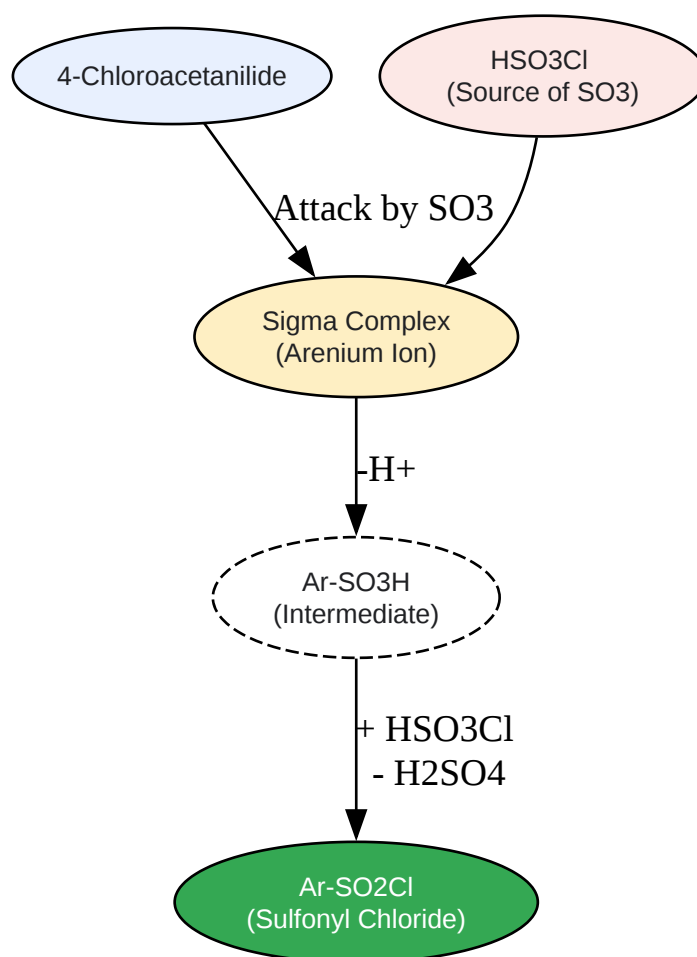 4-Chloroacetanilide
HSO3Cl
(Source of SO3)
Attack by SO3
Sigma Complex
(Arenium Ion)
-H+
Ar-SO3H
(Intermediate)
+ HSO3Cl
- H2SO4
Ar-SO2Cl
(Sulfonyl Chloride)